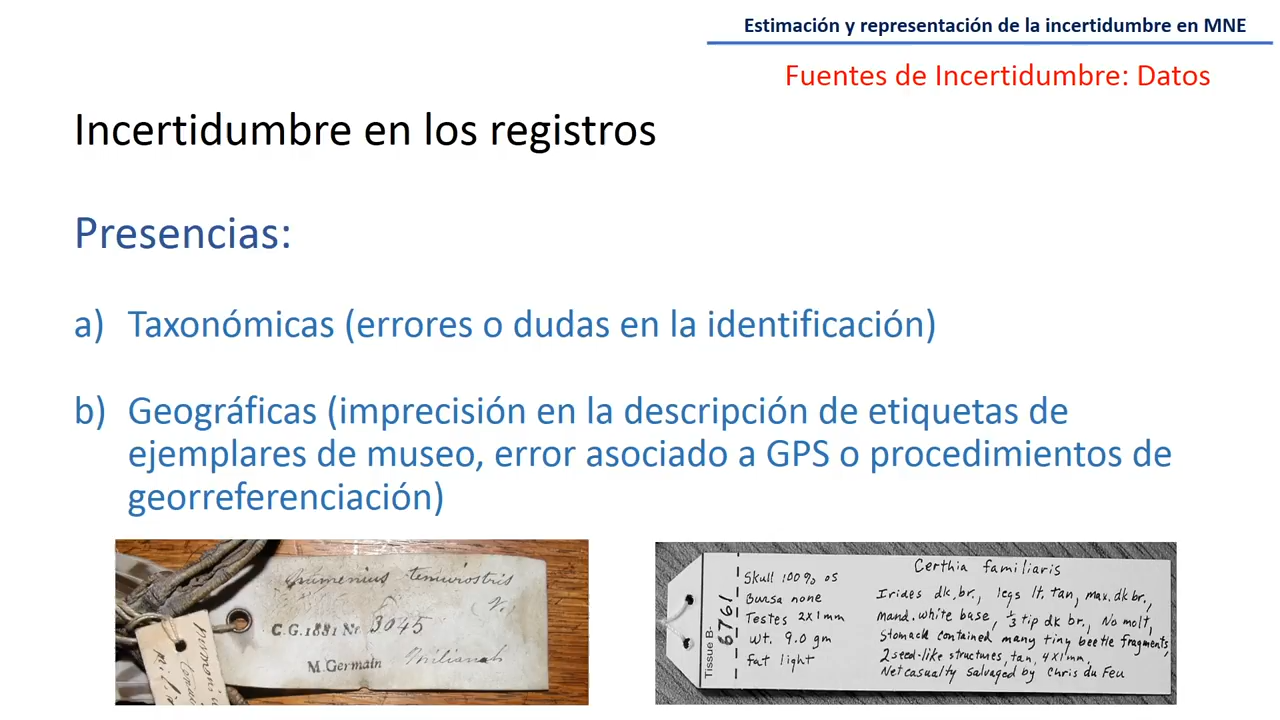 Estimación y representación de la incertidumbre en MNE
Fuentes de Incertidumbre: Datos
Incertidumbre en los registros
Presencias:
a) Taxonómicas (errores o dudas en la identificación)
b) Geográficas (imprecisión en la descripción de etiquetas de
ejemplares de museo, error asociado a GPS o procedimientos de
georreferenciación)
Numenius tenuirostris
(V.)
C.G. 1881 No 3045
M. Germain
Skull 100% os
Bursa none
Testes 2x1mm
Wt. 9.0 gm
Fat light
Tissue B-
6761
Certhia familiaris
Irides dk. br., legs lt. tan, max. dk br.,
mand. white base, 1/3 tip dk br., No molt,
Stomach contained many tiny beetle fragments,
2 seed-like structures, tan, 4x1mm.
Net casualty salvaged by Chris du Feu